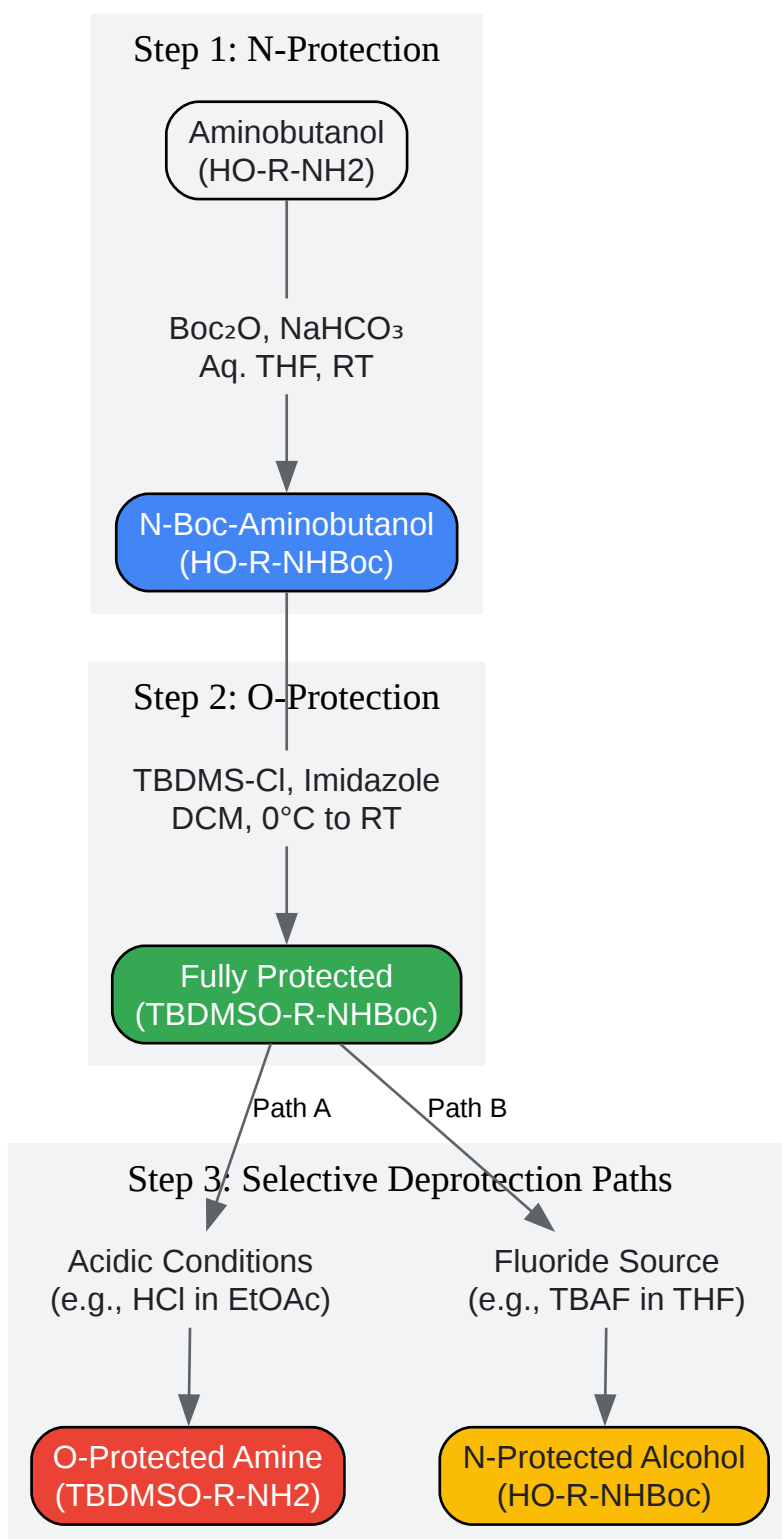 Step 1: N-Protection
Aminobutanol
(HO-R-NH2)
Boc₂O, NaHCO₃
Aq. THF, RT
N-Boc-Aminobutanol
(HO-R-NHBoc)
Step 2: O-Protection
TBDMS-Cl, Imidazole
DCM, 0°C to RT
Fully Protected
(TBDMSO-R-NHBoc)
Path A
Path B
Step 3: Selective Deprotection Paths
Acidic Conditions
(e.g., HCl in EtOAc)
Fluoride Source
(e.g., TBAF in THF)
O-Protected Amine
(TBDMSO-R-NH2)
N-Protected Alcohol
(HO-R-NHBoc)